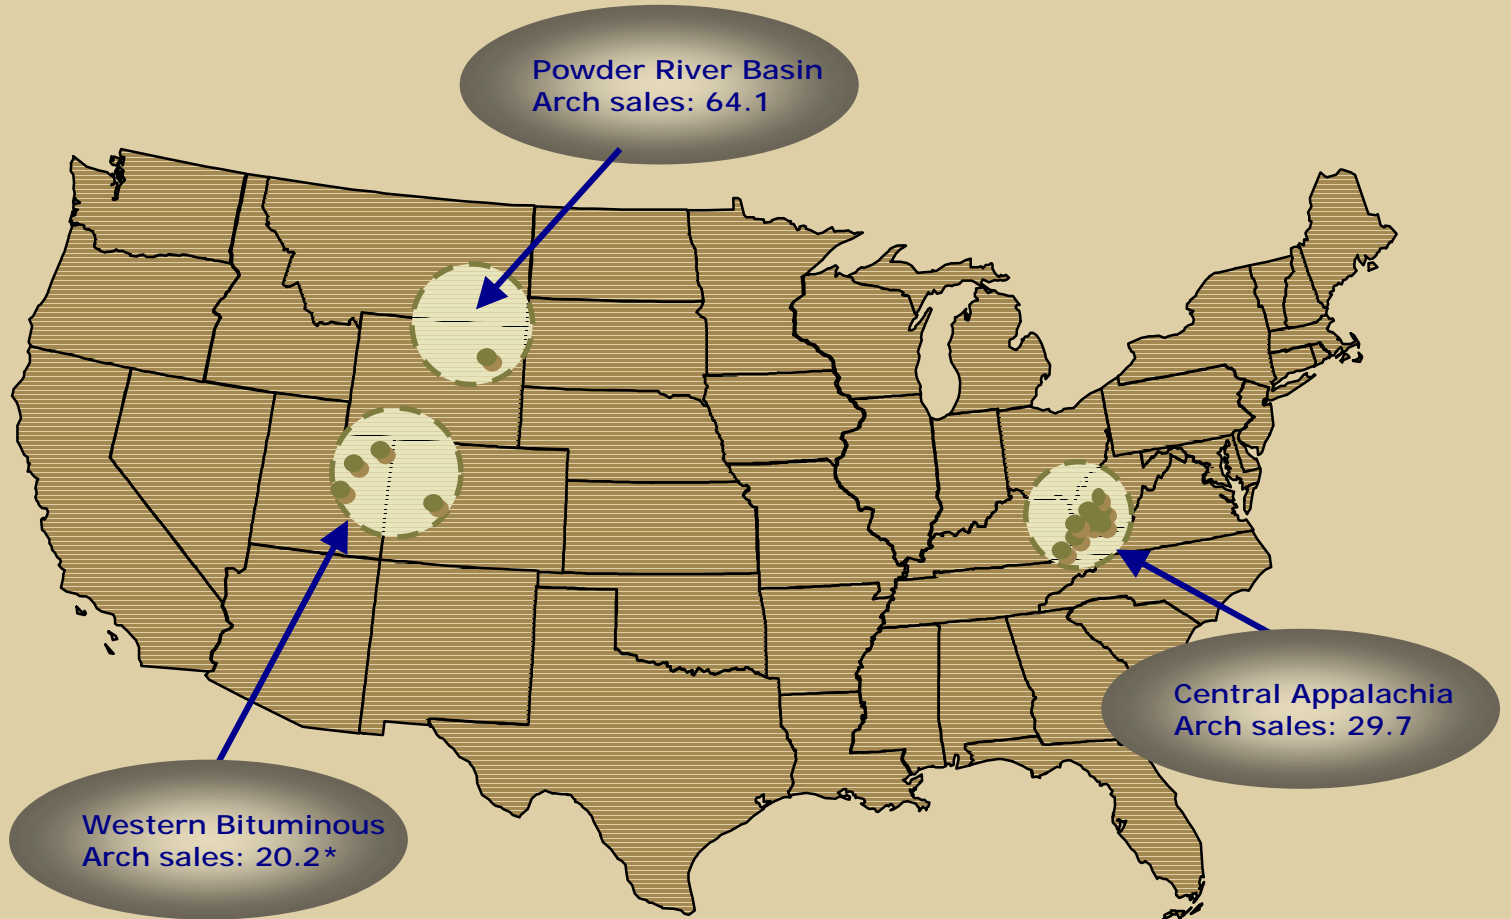 Powder River Basin
Arch sales: 64.1
Central Appalachia
Arch sales: 29.7
Western Bituminous
Arch sales: 20.2*